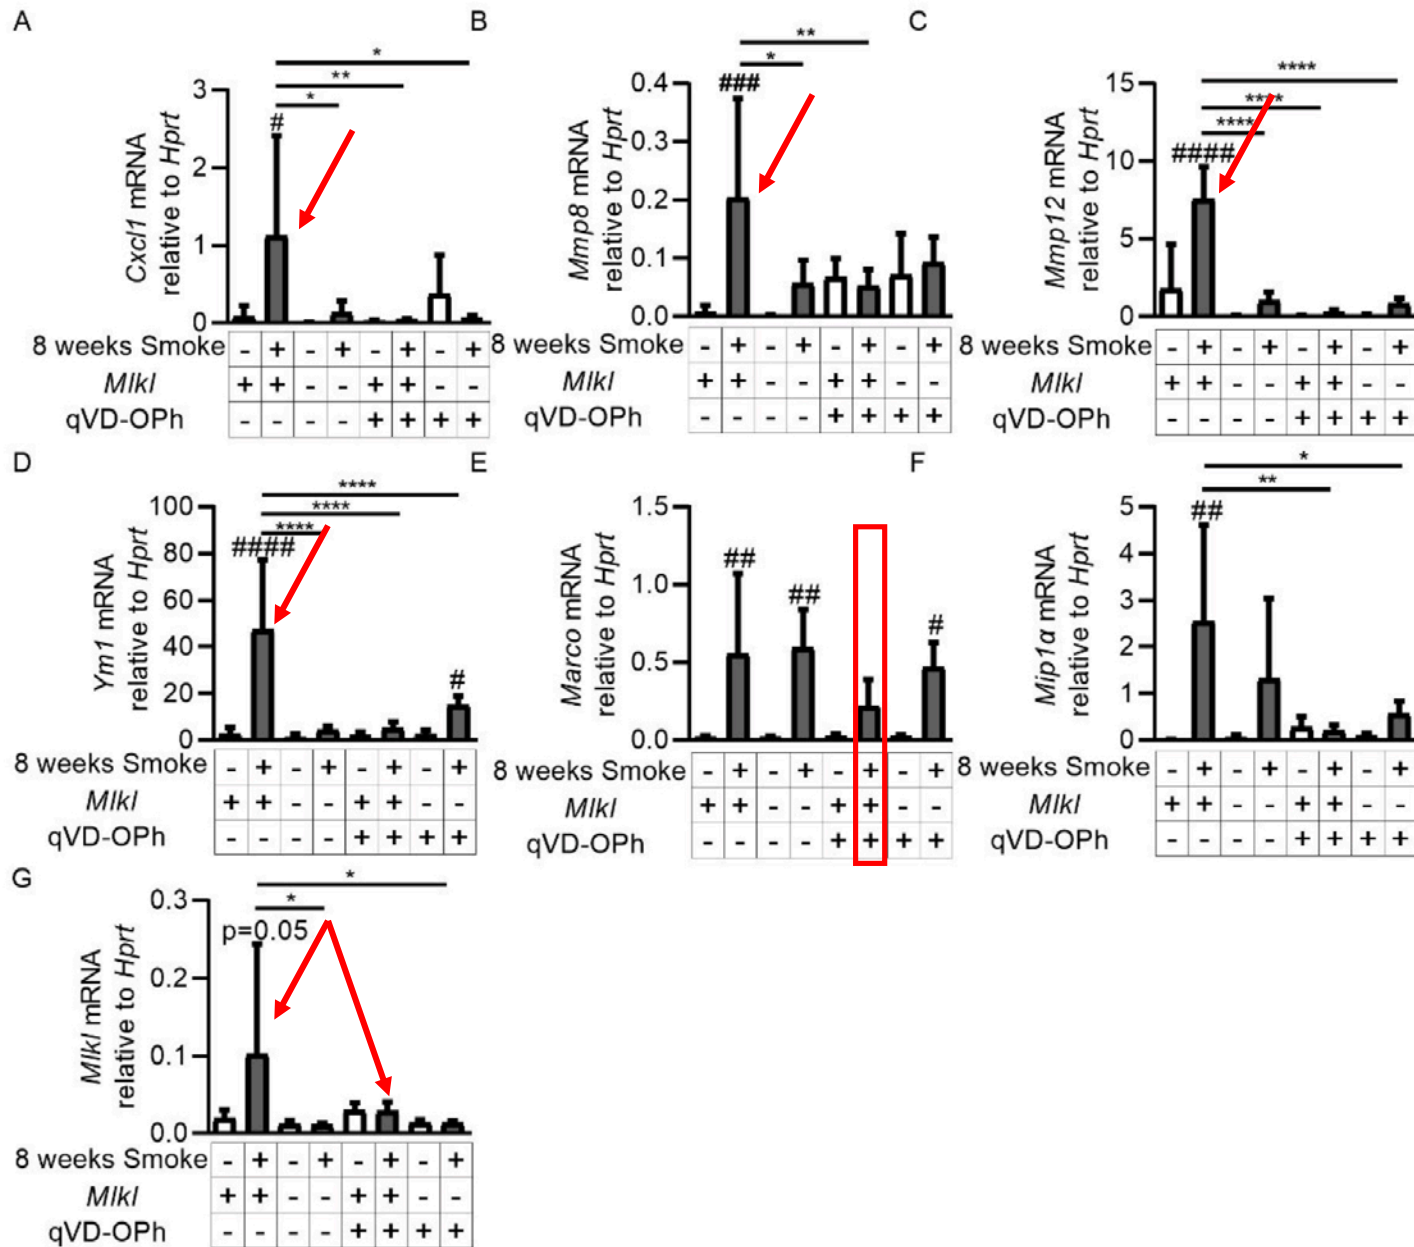 A
*
**
*
#
Cxcl1 mRNA
relative to Hprt
3
2
1
0
8 weeks Smoke - + - + - + - +
Mlkl + + - - + + - -
qVD-OPh - - - - + + + +
B
**
*
###
Mmp8 mRNA
relative to Hprt
0.4
0.3
0.2
0.1
0.0
8 weeks Smoke - + - + - + - +
Mlkl + + - - + + - -
qVD-OPh - - - - + + + +
C
****
****
****
####
Mmp12 mRNA
relative to Hprt
15
10
5
0
8 weeks Smoke - + - + - + - +
Mlkl + + - - + + - -
qVD-OPh - - - - + + + +
D
****
****
****
####
#
Ym1 mRNA
relative to Hprt
100
80
60
40
20
0
8 weeks Smoke - + - + - + - +
Mlkl + + - - + + - -
qVD-OPh - - - - + + + +
E
##
##
#
Marco mRNA
relative to Hprt
1.5
1.0
0.5
0.0
8 weeks Smoke - + - + - + - +
Mlkl + + - - + + - -
qVD-OPh - - - - + + + +
F
*
**
##
Mip1α mRNA
relative to Hprt
5
4
3
2
1
0
8 weeks Smoke - + - + - + - +
Mlkl + + - - + + - -
qVD-OPh - - - - + + + +
G
*
*
p=0.05
Mlkl mRNA
relative to Hprt
0.3
0.2
0.1
0.0
8 weeks Smoke - + - + - + - +
Mlkl + + - - + + - -
qVD-OPh - - - - + + + +